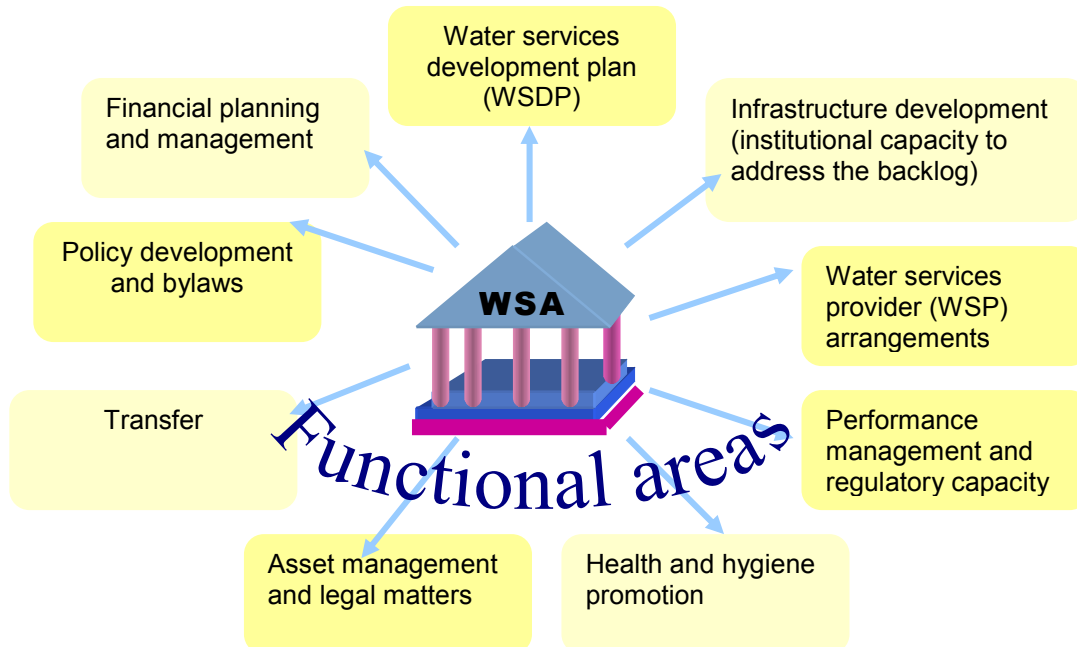 Water services
development plan
(WSDP)
Financial planning
and management
Infrastructure development
(institutional capacity to
address the backlog)
Policy development
and bylaws
WSA
Water services
provider (WSP)
arrangements
Transfer
Functional areas
Performance
management and
regulatory capacity
Asset management
and legal matters
Health and hygiene
promotion